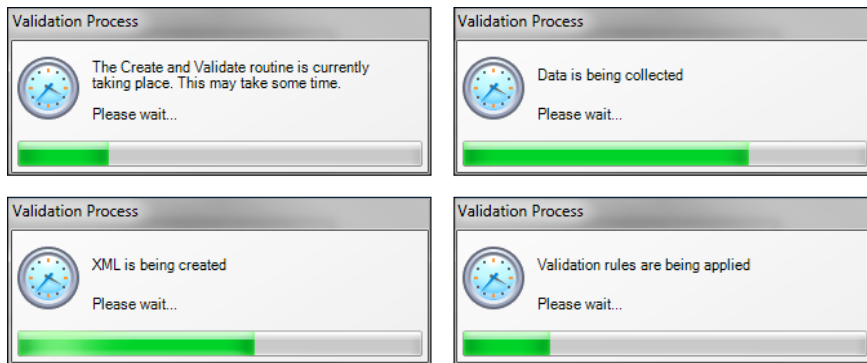 Validation Process
The Create and Validate routine is currently
taking place. This may take some time.
Please wait...
Validation Process
Data is being collected
Please wait...
Validation Process
XML is being created
Please wait...
Validation Process
Validation rules are being applied
Please wait...